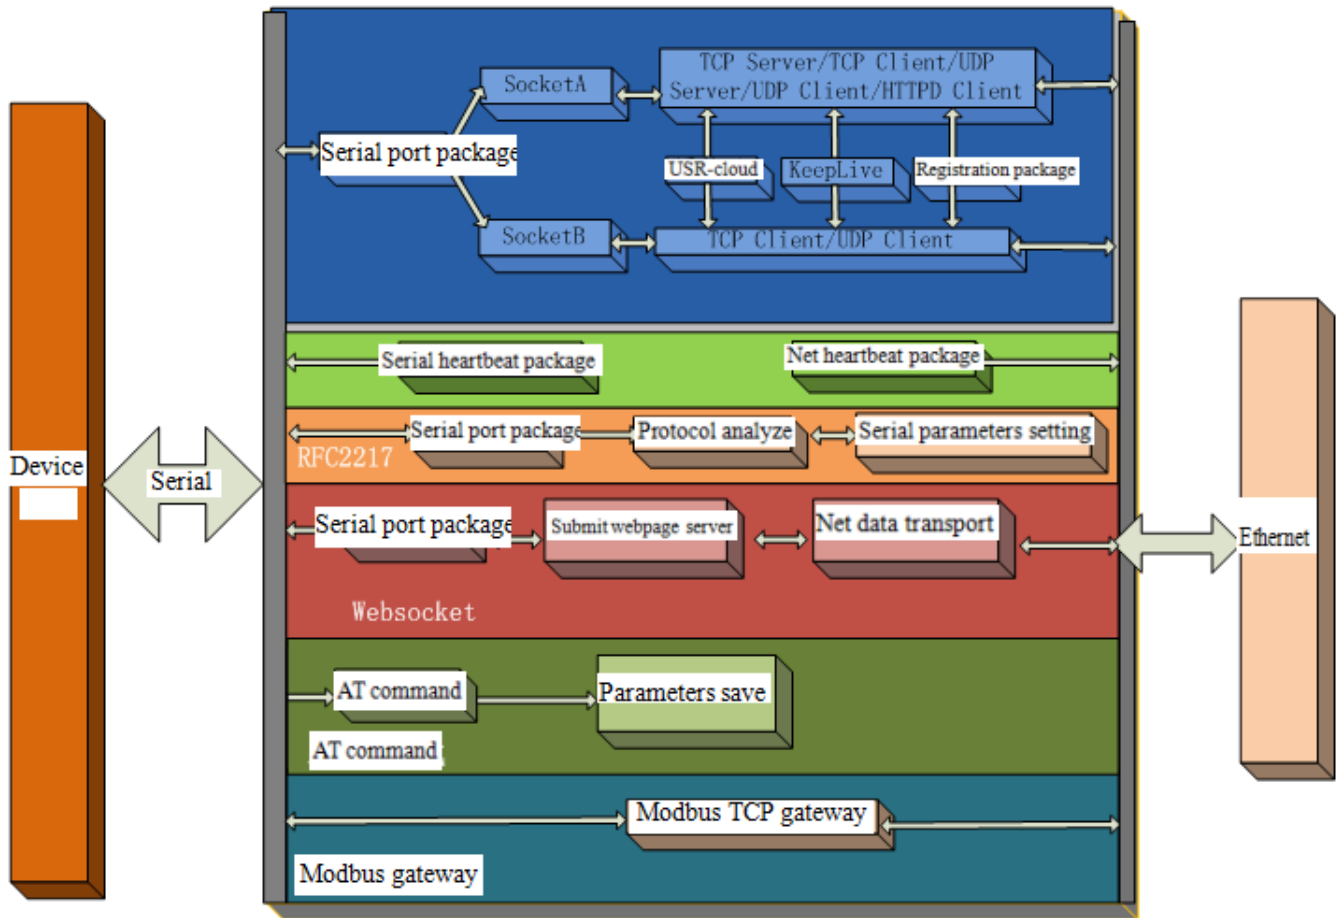 TCP Server/TCP Client/UDP
Server/UDP Client/HTTPD Client
SocketA
Serial port package
USR-cloud
KeepLive
Registration package
SocketB
TCP Client/UDP Client
Serial heartbeat package
Net heartbeat package
Serial port package
Protocol analyze
Serial parameters setting
RFC2217
Device
Serial
Serial port package
Submit webpage server
Net data transport
Ethernet
Websocket
AT command
Parameters save
AT command
Modbus TCP gateway
Modbus gateway